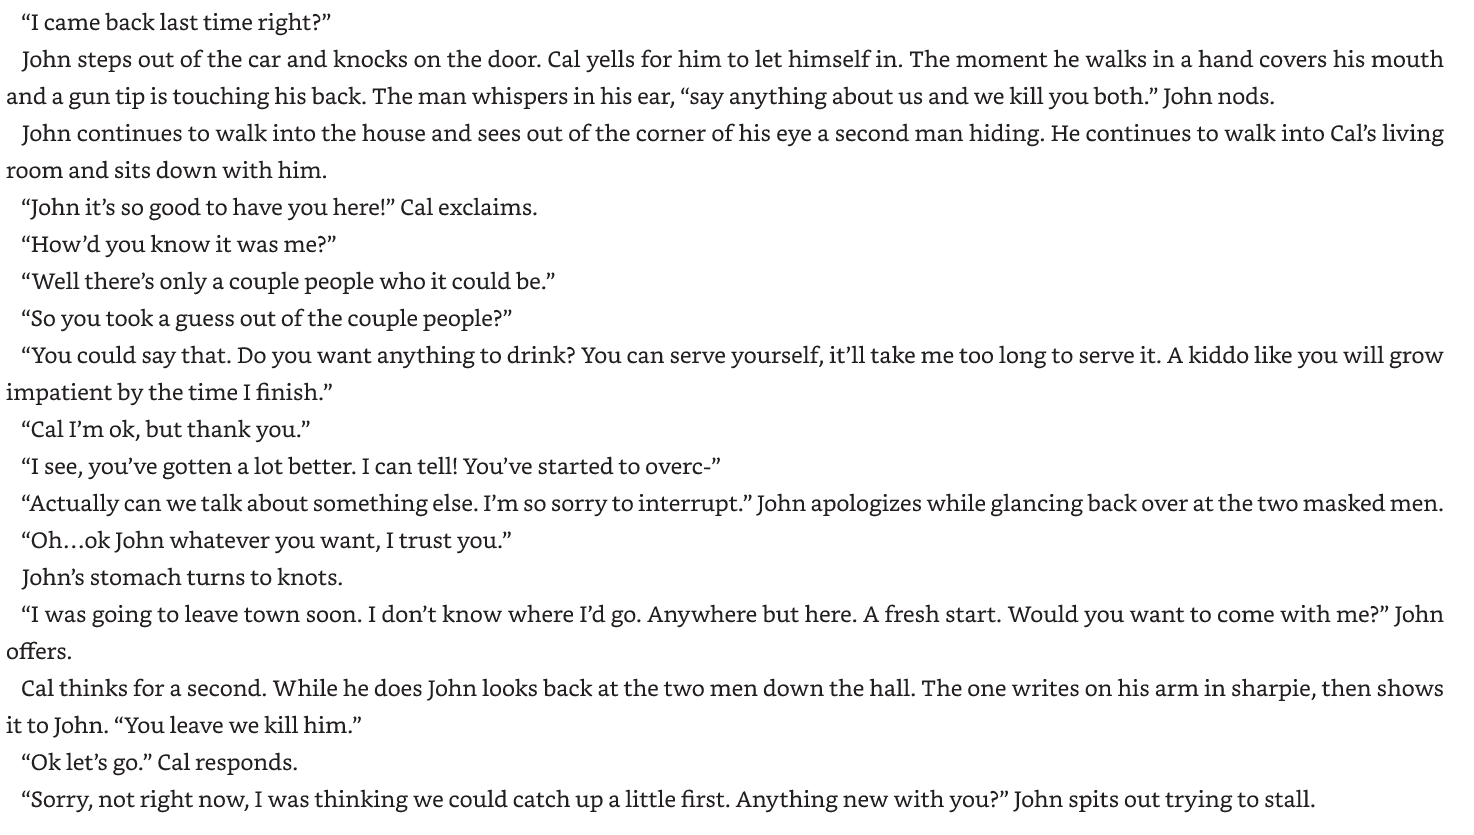 “I came back last time right?”
John steps out of the car and knocks on the door. Cal yells for him to let himself in. The moment he walks in a hand covers his mouth
and a gun tip is touching his back. The man whispers in his ear, “say anything about us and we kill you both.” John nods.
John continues to walk into the house and sees out of the corner of his eye a second man hiding. He continues to walk into Cal’s living
room and sits down with him.
“John it’s so good to have you here!” Cal exclaims.
“How’d you know it was me?”
“Well there’s only a couple people who it could be.”
“So you took a guess out of the couple people?”
“You could say that. Do you want anything to drink? You can serve yourself, it’ll take me too long to serve it. A kiddo like you will grow
impatient by the time I finish.”
“Cal I’m ok, but thank you.”
“I see, you’ve gotten a lot better. I can tell! You’ve started to overc-”
“Actually can we talk about something else. I’m so sorry to interrupt.” John apologizes while glancing back over at the two masked men.
“Oh…ok John whatever you want, I trust you.”
John’s stomach turns to knots.
“I was going to leave town soon. I don’t know where I’d go. Anywhere but here. A fresh start. Would you want to come with me?” John
offers.
Cal thinks for a second. While he does John looks back at the two men down the hall. The one writes on his arm in sharpie, then shows
it to John. “You leave we kill him.”
“Ok let’s go.” Cal responds.
“Sorry, not right now, I was thinking we could catch up a little first. Anything new with you?” John spits out trying to stall.